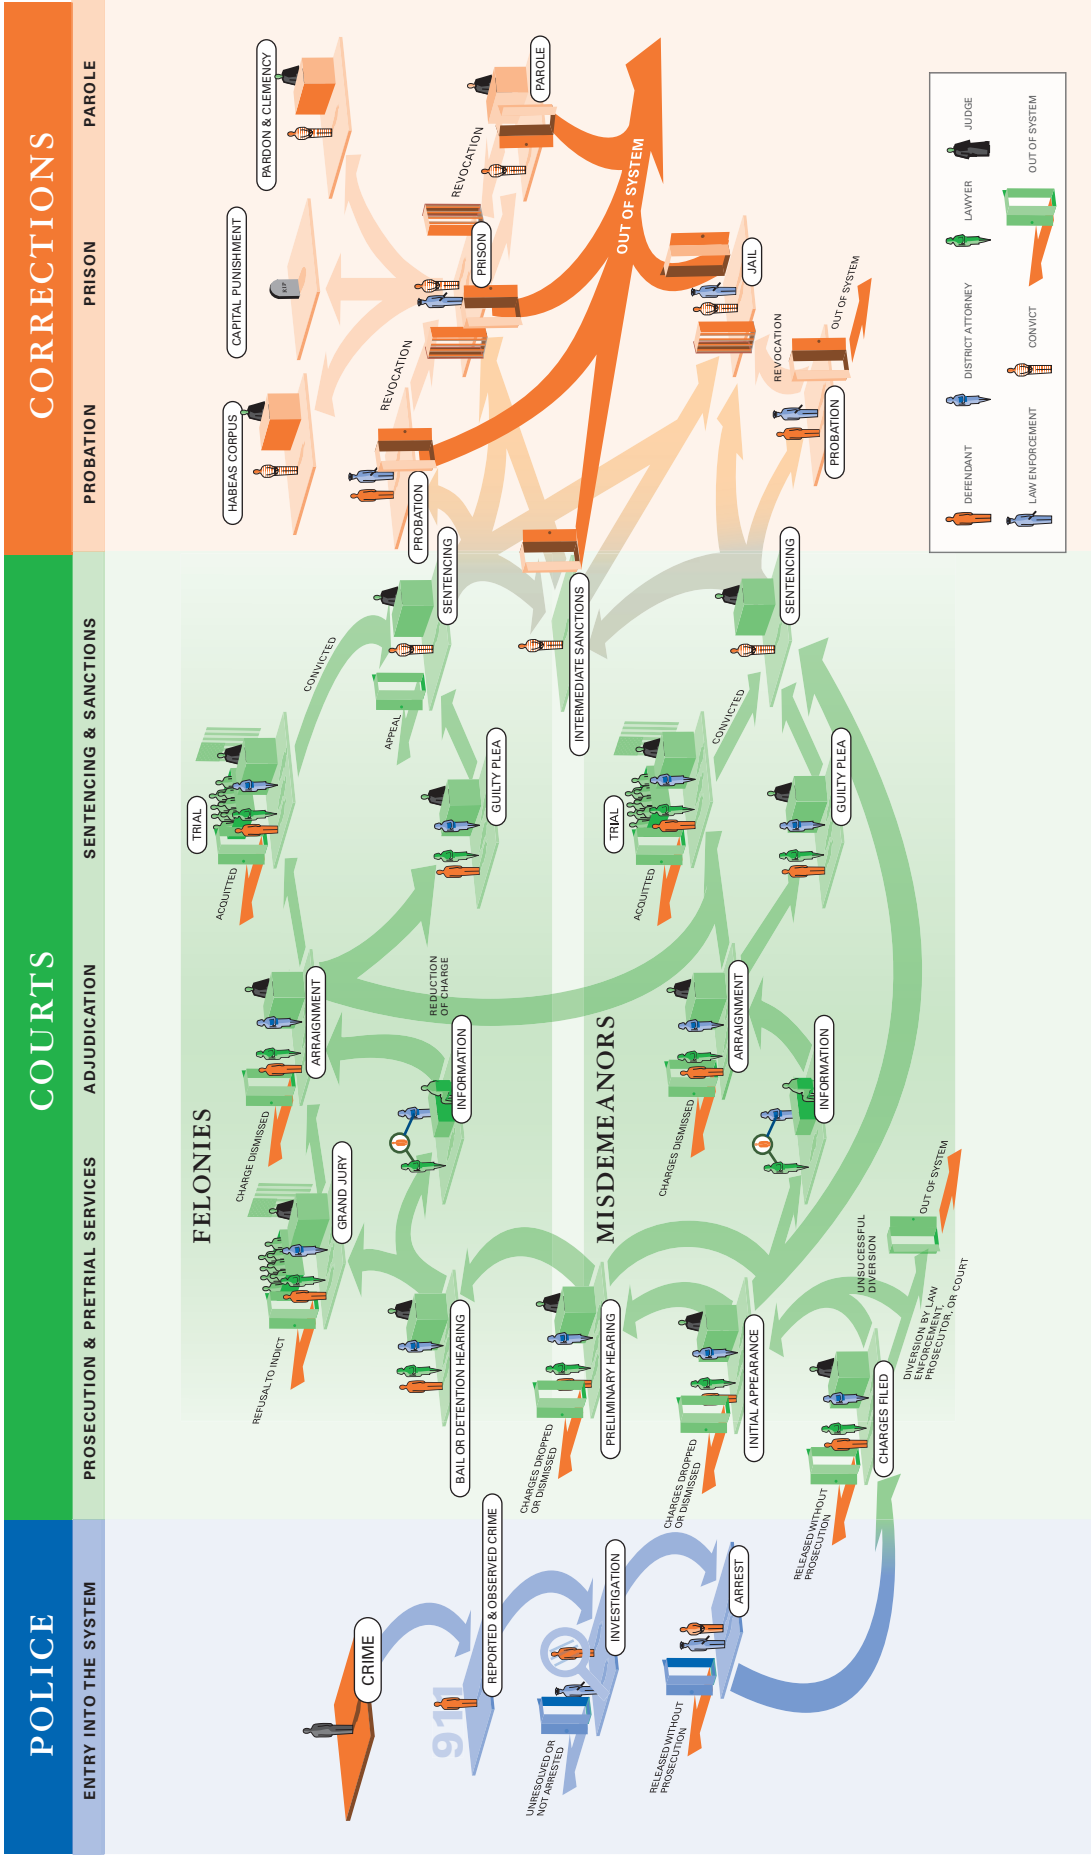 POLICE
COURTS
CORRECTIONS
ENTRY INTO THE SYSTEM
PROSECUTION & PRETRIAL SERVICES
ADJUDICATION
SENTENCING & SANCTIONS
PROBATION
PRISON
PAROLE
CRIME
911
REPORTED & OBSERVED CRIME
UNRESOLVED OR
NOT ARRESTED
INVESTIGATION
RELEASED WITHOUT
PROSECUTION
ARREST
RELEASED WITHOUT
PROSECUTION
CHARGES FILED
DIVERSION BY LAW
ENFORCEMENT,
PROSECUTOR, OR COURT
UNSUCESSFUL
DIVERSION
OUT OF SYSTEM
CHARGES DROPPED
OR DISMISSED
INITIAL APPEARANCE
CHARGES DROPPED
OR DISMISSED
PRELIMINARY HEARING
BAIL OR DETENTION HEARING
FELONIES
REFUSAL TO INDICT
GRAND JURY
INFORMATION
CHARGE DISMISSED
ARRAIGNMENT
REDUCTION
OF CHARGE
ACQUITTED
TRIAL
CONVICTED
GUILTY PLEA
APPEAL
SENTENCING
INTERMEDIATE SANCTIONS
MISDEMEANORS
INFORMATION
CHARGES DISMISSED
ARRAIGNMENT
ACQUITTED
TRIAL
CONVICTED
GUILTY PLEA
SENTENCING
PROBATION
REVOCATION
HABEAS CORPUS
CAPITAL PUNISHMENT
RIP
PARDON & CLEMENCY
PRISON
REVOCATION
PAROLE
OUT OF SYSTEM
JAIL
REVOCATION
PROBATION
OUT OF SYSTEM
DEFENDANT
DISTRICT ATTORNEY
LAWYER
JUDGE
LAW ENFORCEMENT
CONVICT
OUT OF SYSTEM